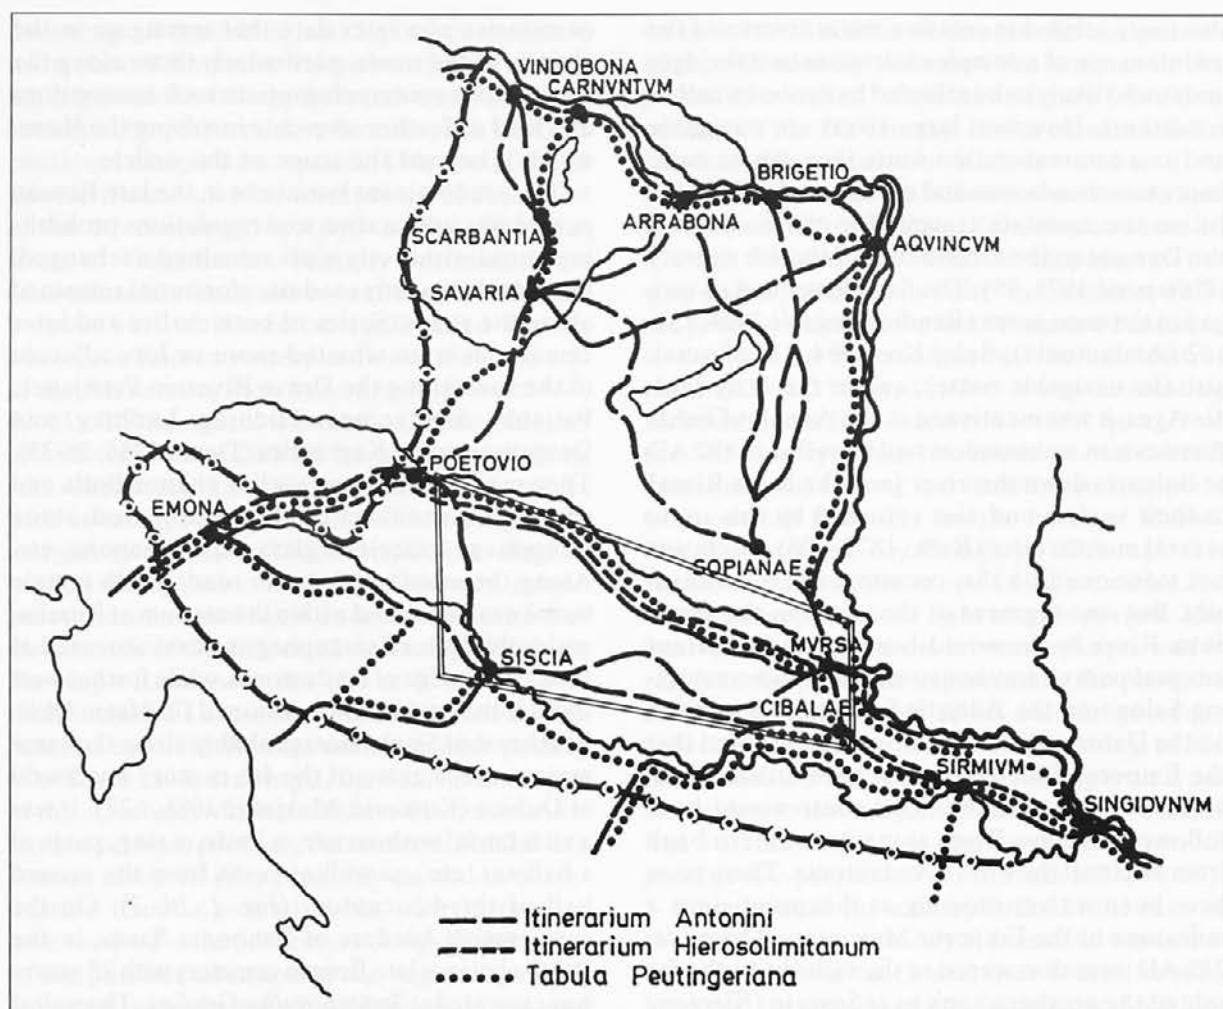 VINDOBONA
CARNVNTVM
BRIGETIO
ARRABONA
AQVINCVM
SCARBANTIA
SAVARIA
POETOVIO
EMONA
SOPIANAE
MVRSA
SISCIA
CIBALAE
SIRMIVM
SINGIDVNVM
Itinerarium Antonini
Itinerarium Hierosolimitanum
Tabula Peutingeriana